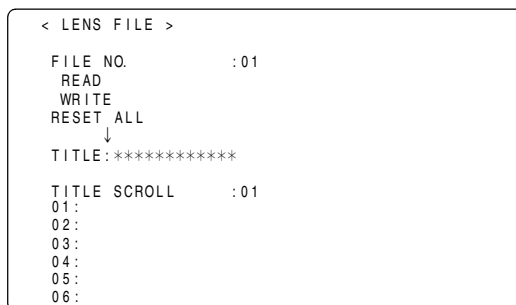 < LENS FILE >
FILE NO. :01
READ
WRITE
RESET ALL
↓
TITLE:************
TITLE SCROLL :01
01:
02:
03:
04:
05:
06: